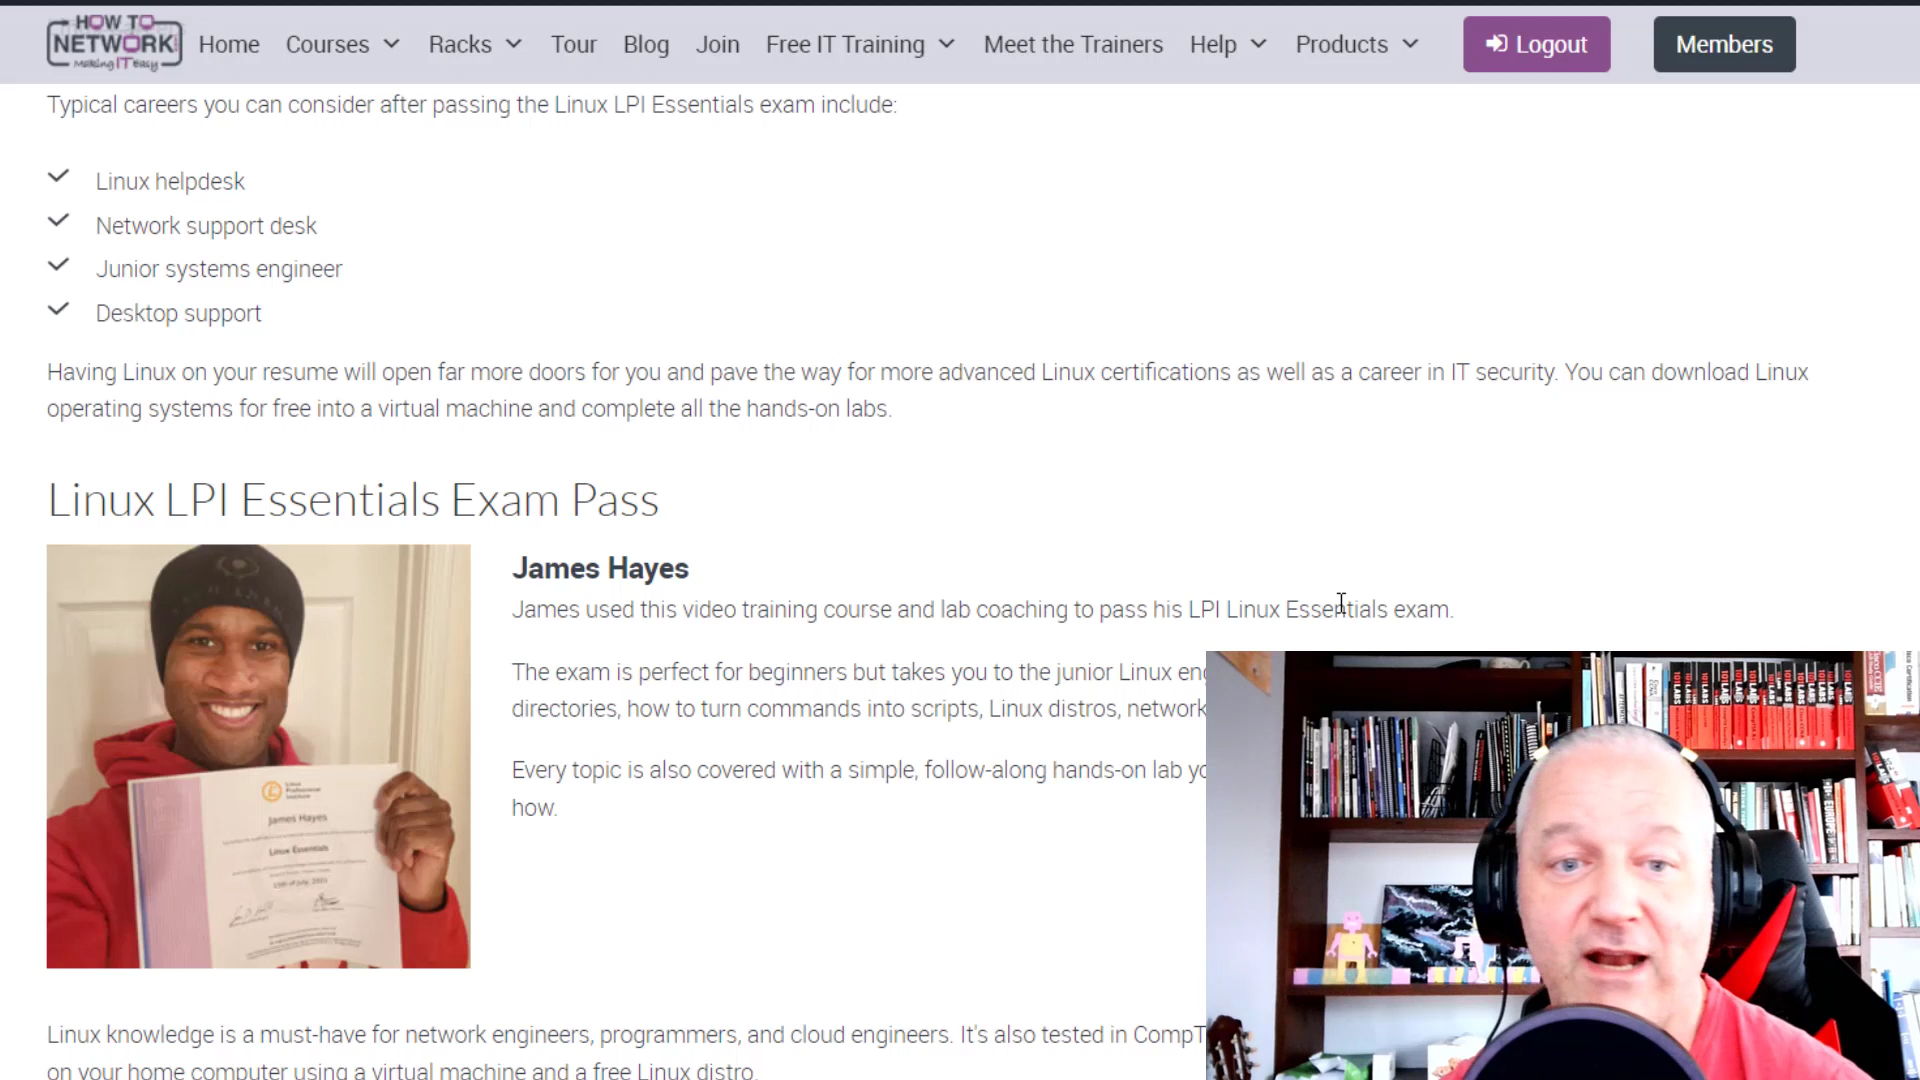 HOW TO
NETWORK
Making IT Easy
Home Courses Racks Tour Blog Join Free IT Training Meet the Trainers Help Products Logout Members
Typical careers you can consider after passing the Linux LPI Essentials exam include:
Linux helpdesk
Network support desk
Junior systems engineer
Desktop support
Having Linux on your resume will open far more doors for you and pave the way for more advanced Linux certifications as well as a career in IT security. You can download Linux
operating systems for free into a virtual machine and complete all the hands-on labs.
Linux LPI Essentials Exam Pass
James Hayes
James used this video training course and lab coaching to pass his LPI Linux Essentials exam.
The exam is perfect for beginners but takes you to the junior Linux en
directories, how to turn commands into scripts, Linux distros, network
Every topic is also covered with a simple, follow-along hands-on lab yo
how.
Linux
Professional
Institute
James Hayes
Linux Essentials
Linux knowledge is a must-have for network engineers, programmers, and cloud engineers. It's also tested in CompT
on your home computer using a virtual machine and a free Linux distro.